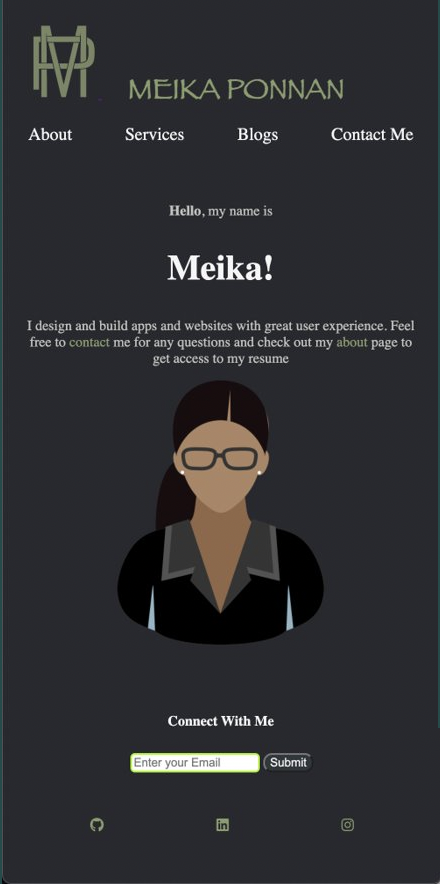 MP
MEIKA PONNAN
About Services Blogs Contact Me
Hello, my name is
Meika!
I design and build apps and websites with great user experience. Feel
free to contact me for any questions and check out my about page to
get access to my resume
Connect With Me
Enter your Email Submit
in